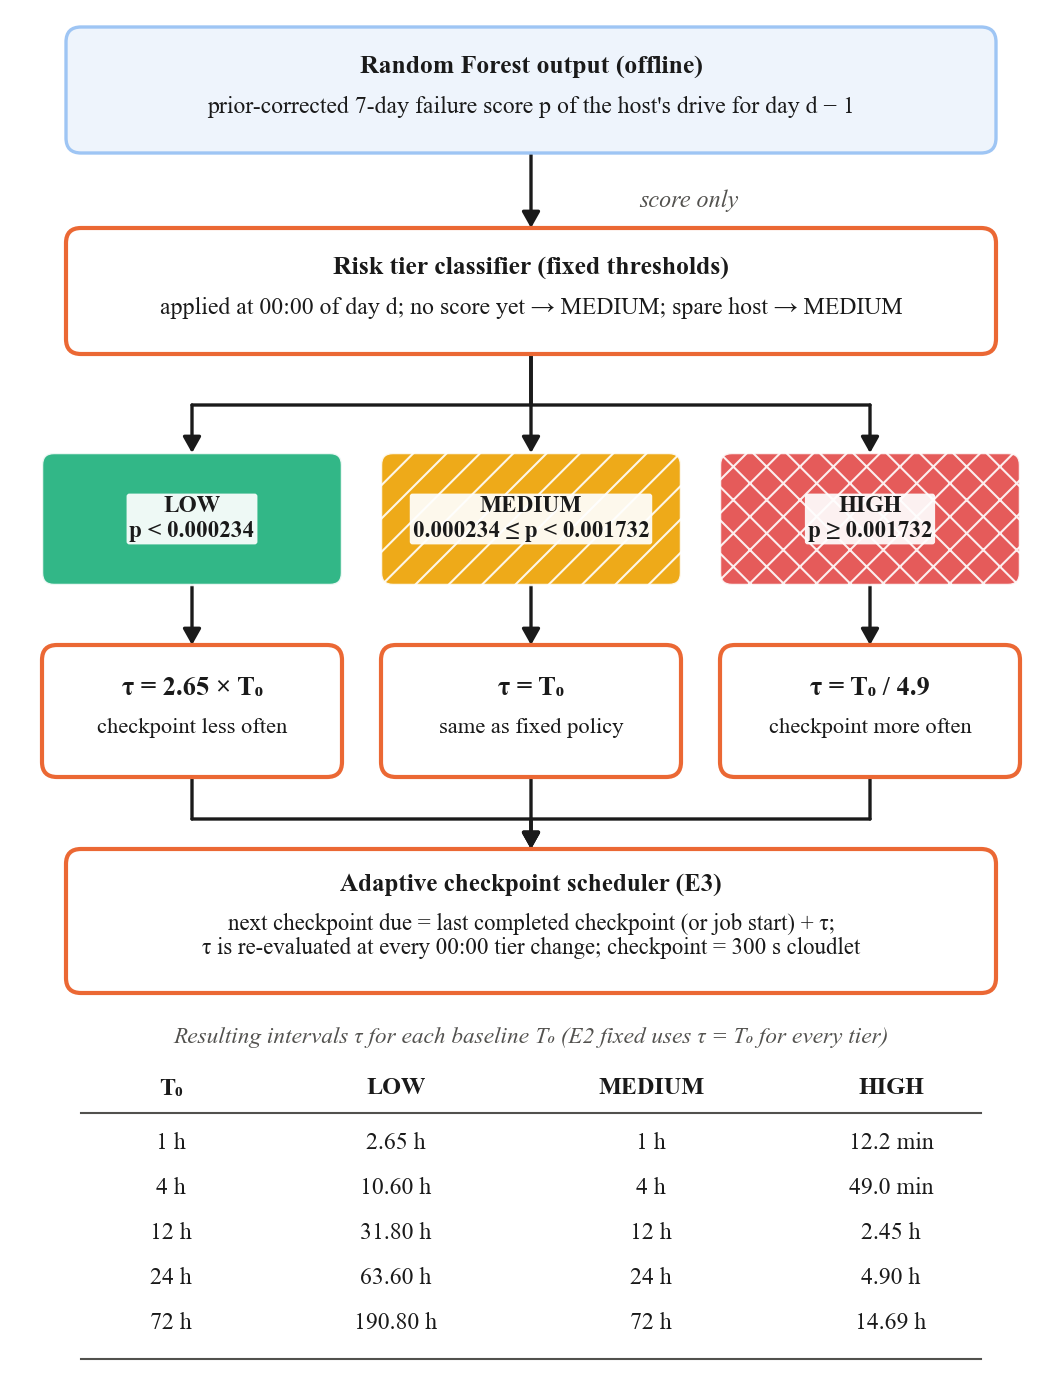 Random Forest output (offline)
prior-corrected 7-day failure score p of the host's drive for day d − 1
score only
Risk tier classifier (fixed thresholds)
applied at 00:00 of day d; no score yet → MEDIUM; spare host → MEDIUM
LOW
p < 0.000234
MEDIUM
0.000234 ≤ p < 0.001732
HIGH
p ≥ 0.001732
τ = 2.65 × T₀
checkpoint less often
τ = T₀
same as fixed policy
τ = T₀ / 4.9
checkpoint more often
Adaptive checkpoint scheduler (E3)
next checkpoint due = last completed checkpoint (or job start) + τ;
τ is re-evaluated at every 00:00 tier change; checkpoint = 300 s cloudlet
Resulting intervals τ for each baseline T₀ (E2 fixed uses τ = T₀ for every tier)
T₀ LOW MEDIUM HIGH
1 h 2.65 h 1 h 12.2 min
4 h 10.60 h 4 h 49.0 min
12 h 31.80 h 12 h 2.45 h
24 h 63.60 h 24 h 4.90 h
72 h 190.80 h 72 h 14.69 h